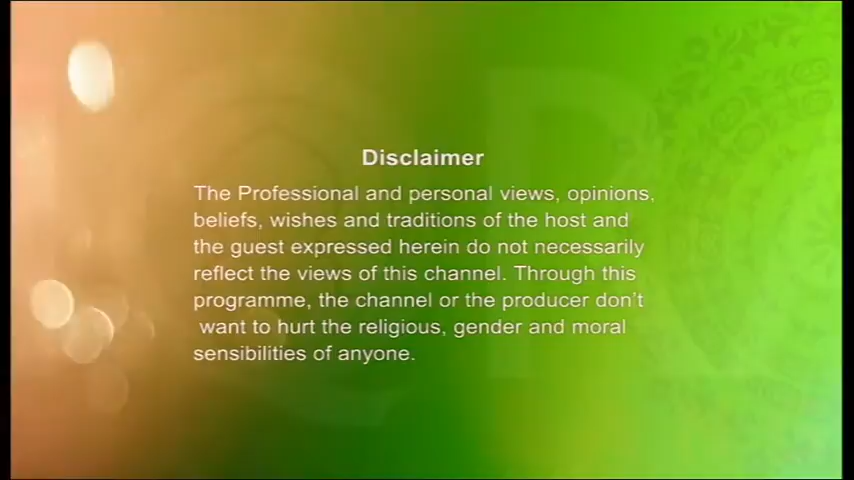 Disclaimer
The Professional and personal views, opinions,
beliefs, wishes and traditions of the host and
the guest expressed herein do not necessarily
reflect the views of this channel. Through this
programme, the channel or the producer don't
want to hurt the religious, gender and moral
sensibilities of anyone.